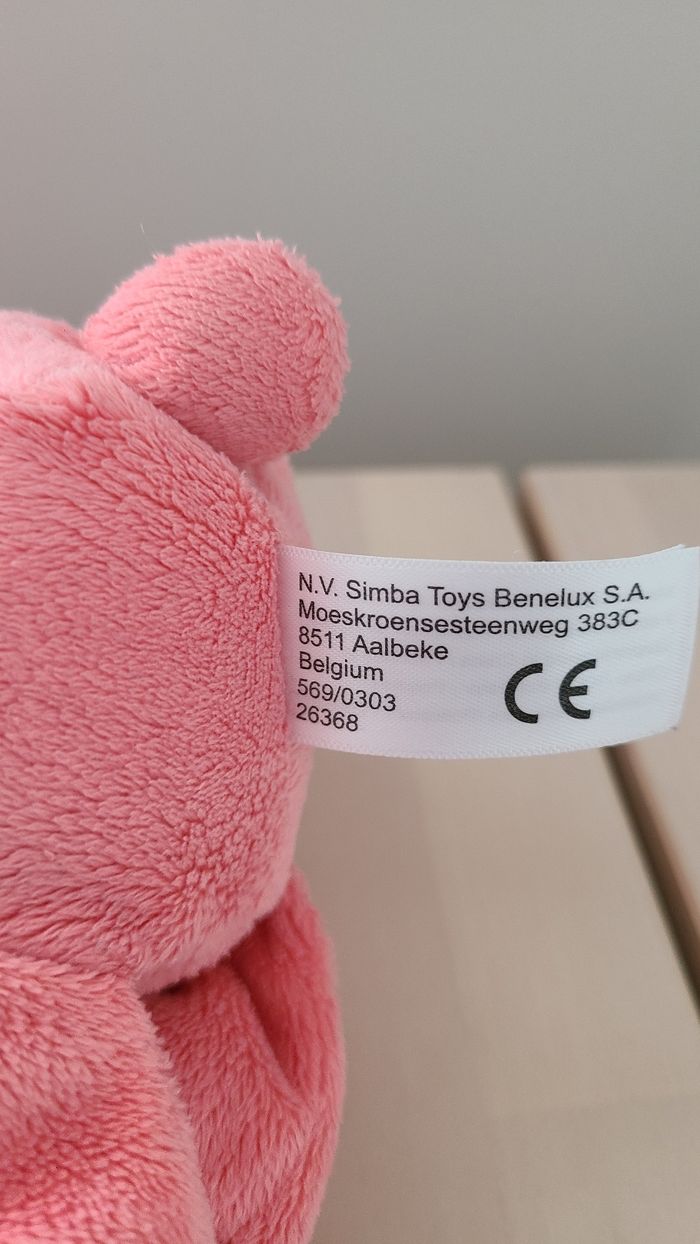 N.V. Simba Toys Benelux S.A.
Moeskroensesteenweg 383C
8511 Aalbeke
Belgium
569/0303
26368
CE